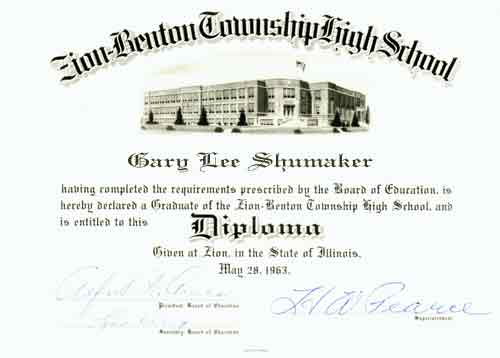 Zion-Benton Township High School
Gary Lee Shumaker
having completed the requirements prescribed by the Board of Education, is
hereby declared a Graduate of the Zion-Benton Township High School, and
is entitled to this Diploma
Given at Zion, in the State of Illinois,
May 28, 1963.
President Board of Education
H W Pearce
Superintendent
Secretary Board of Education